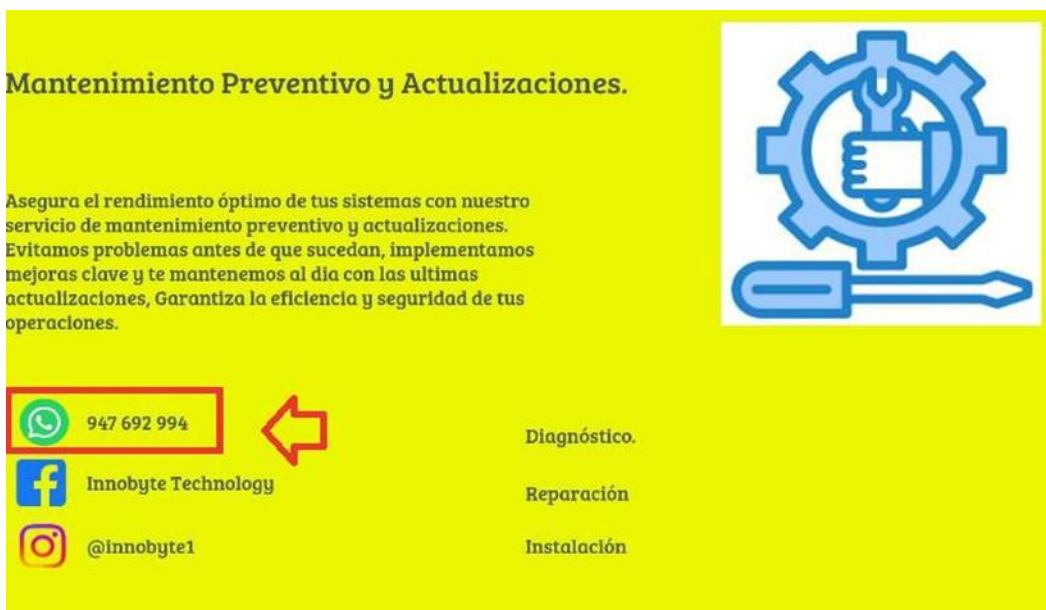 Mantenimiento Preventivo y Actualizaciones.
Asegura el rendimiento óptimo de tus sistemas con nuestro
servicio de mantenimiento preventivo y actualizaciones.
Evitamos problemas antes de que sucedan, implementamos
mejoras clave y te mantenemos al dia con las ultimas
actualizaciones, Garantiza la eficiencia y seguridad de tus
operaciones.
947 692 994
Innobyte Technology
@innobyte1
Diagnóstico.
Reparación
Instalación